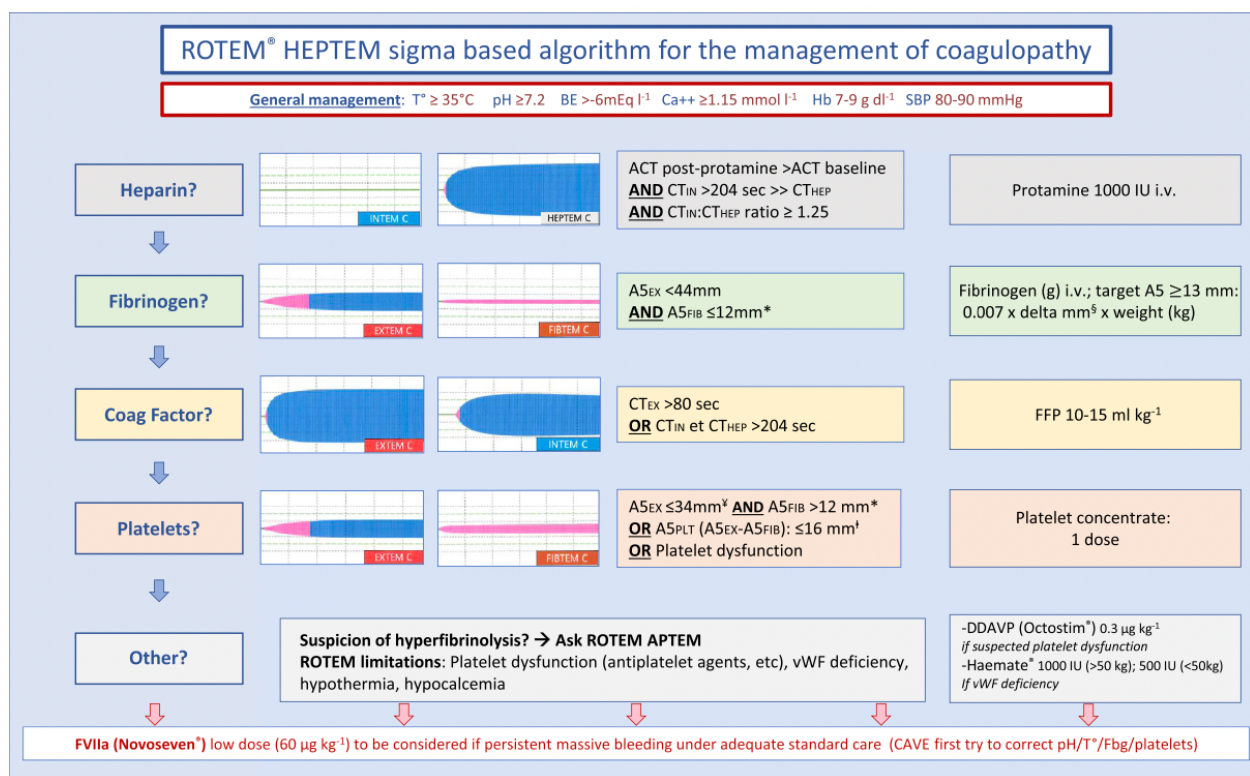 ROTEM® HEPTEM sigma based algorithm for the management of coagulopathy
General management: T° ≥ 35°C pH ≥7.2 BE >-6mEq l⁻¹ Ca++ ≥1.15 mmol l⁻¹ Hb 7-9 g dl⁻¹ SBP 80-90 mmHg
Heparin?
INTEM C
HEPTEM C
ACT post-protamine >ACT baseline
AND CTIN >204 sec >> CTHEP
AND CTIN:CTHEP ratio ≥ 1.25
Protamine 1000 IU i.v.
Fibrinogen?
EXTEM C
FIBTEM C
A5EX <44mm
AND A5FIB ≤12mm*
Fibrinogen (g) i.v.; target A5 ≥13 mm:
0.007 x delta mm§ x weight (kg)
Coag Factor?
EXTEM C
INTEM C
CTEX >80 sec
OR CTIN et CTHEP >204 sec
FFP 10-15 ml kg⁻¹
Platelets?
EXTEM C
FIBTEM C
A5EX ≤34mm¥ AND A5FIB >12 mm*
OR A5PLT (A5EX-A5FIB): ≤16 mmƚ
OR Platelet dysfunction
Platelet concentrate:
1 dose
Other?
Suspicion of hyperfibrinolysis? → Ask ROTEM APTEM
ROTEM limitations: Platelet dysfunction (antiplatelet agents, etc), vWF deficiency,
hypothermia, hypocalcemia
-DDAVP (Octostim®) 0.3 µg kg⁻¹
if suspected platelet dysfunction
-Haemate® 1000 IU (>50 kg); 500 IU (<50kg)
If vWF deficiency
FVIIa (Novoseven®) low dose (60 µg kg⁻¹) to be considered if persistent massive bleeding under adequate standard care (CAVE first try to correct pH/T°/Fbg/platelets)